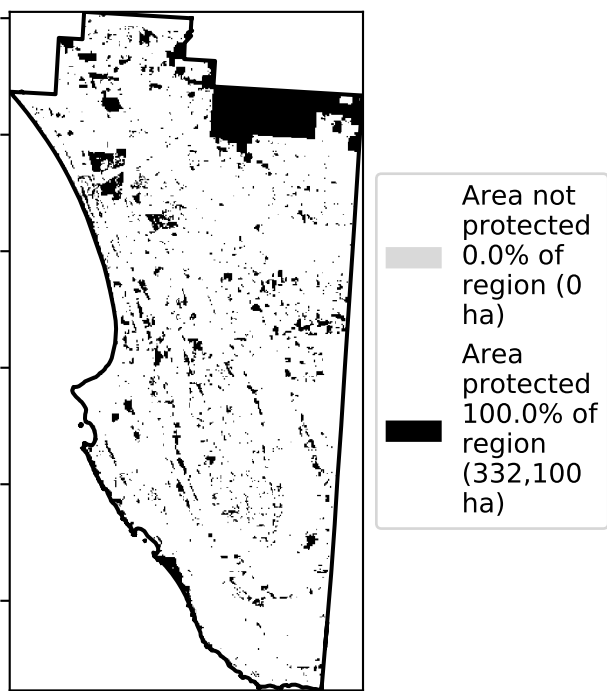 Area not
protected
0.0% of
region (0
ha)
Area
protected
100.0% of
region
(332,100
ha)